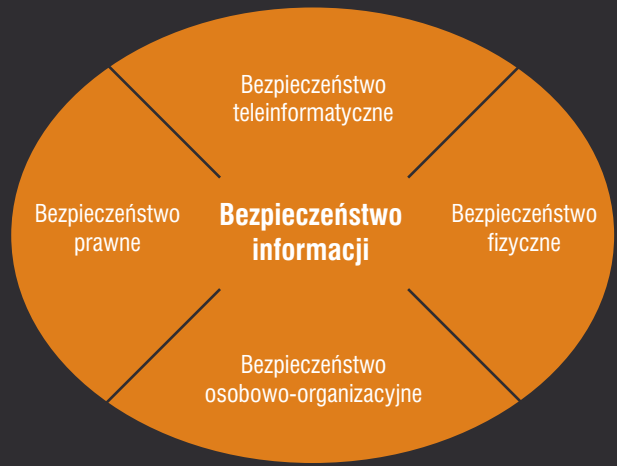 Bezpieczeństwo
teleinformatyczne
Bezpieczeństwo
prawne
Bezpieczeństwo
informacji
Bezpieczeństwo
fizyczne
Bezpieczeństwo
osobowo-organizacyjne